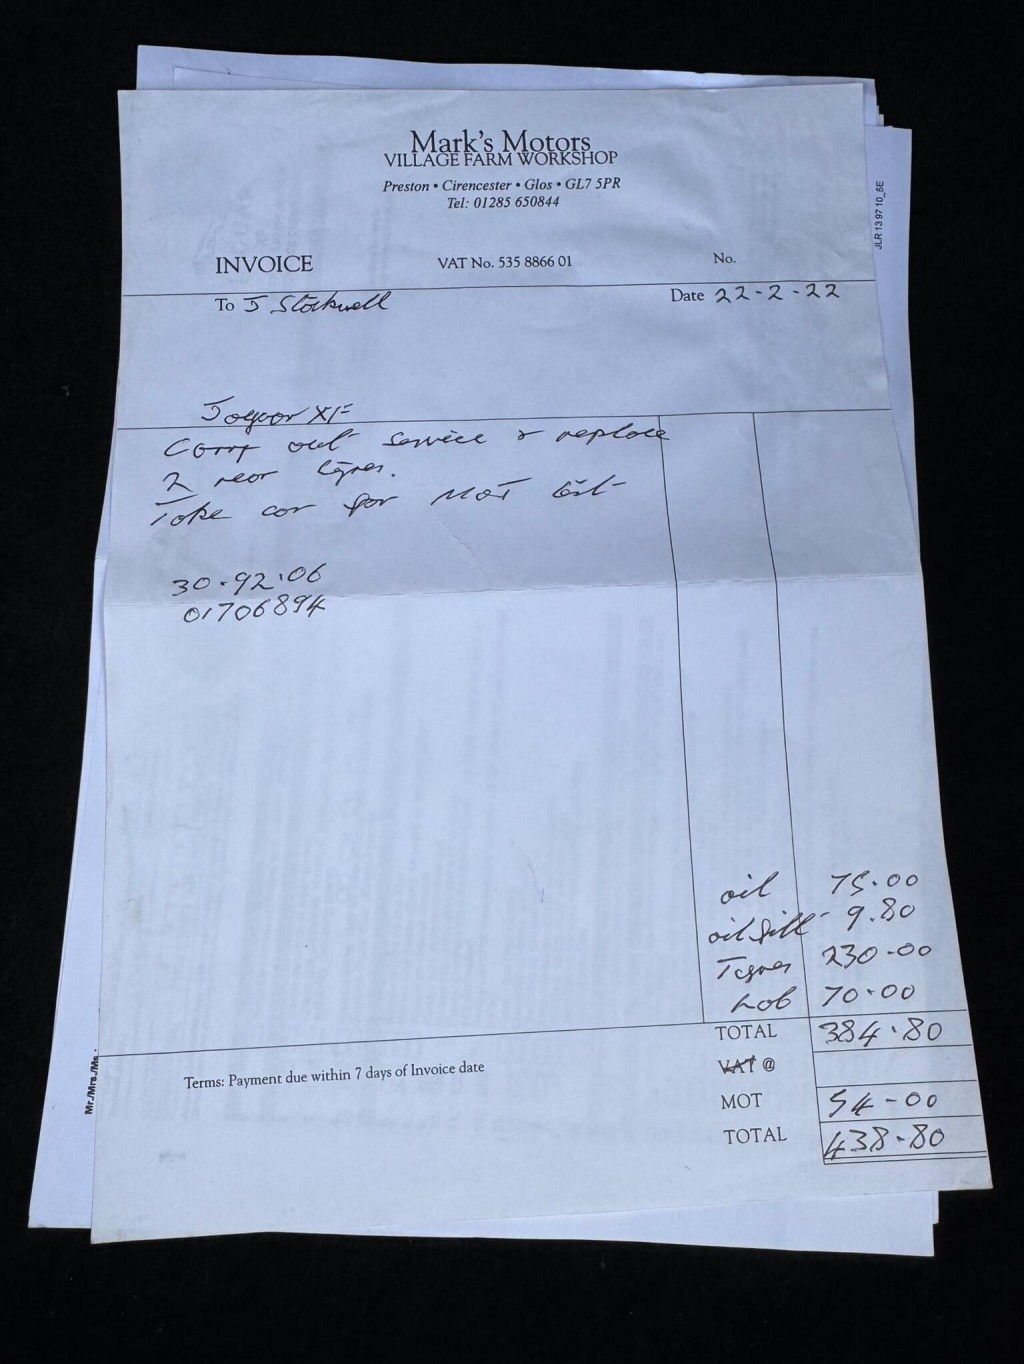 Mark's Motors
VILLAGE FARM WORKSHOP
Preston • Cirencester • Glos • GL7 5PR
Tel: 01285 650844
JLR 13 97 10_6E
INVOICE VAT No. 535 8866 01 No.
To J Stockwell Date 22-2-22
Jaguar XF
Carry out service & replace
2 rear tyres.
Take car for MOT test
30.92.06
01706894
oil 75.00
oil filt 9.80
Tyres 230-00
Lab 70.00
TOTAL 384.80
Terms: Payment due within 7 days of Invoice date
VAT @
MOT 54-00
TOTAL 438.80
Mr./Mrs./Ms.